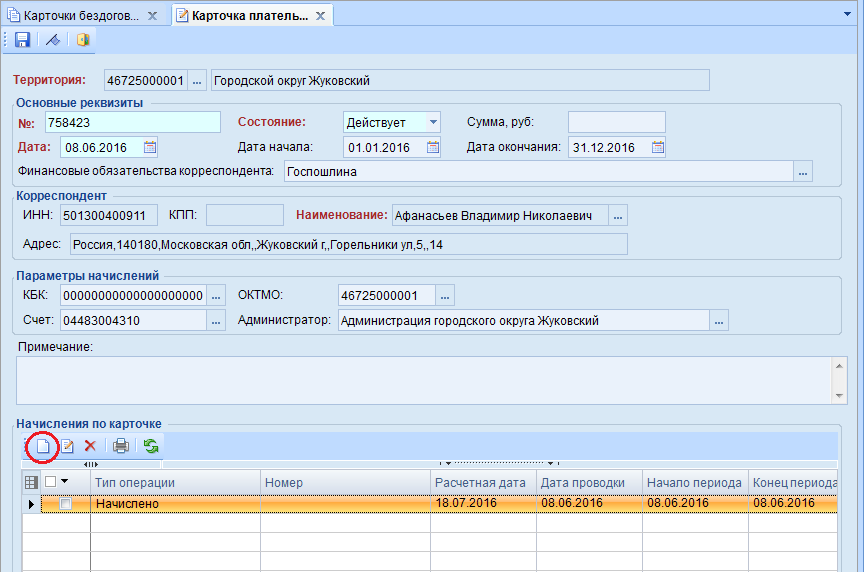 Карточки бездогов... Карточка платель...
Территория: 46725000001 ... Городской округ Жуковский
Основные реквизиты
№: 758423 Состояние: Действует Сумма, руб:
Дата: 08.06.2016 Дата начала: 01.01.2016 Дата окончания: 31.12.2016
Финансовые обязательства корреспондента: Госпошлина ...
Корреспондент
ИНН: 501300400911 КПП: Наименование: Афанасьев Владимир Николаевич ...
Адрес: Россия,140180,Московская обл,,Жуковский г,,Горельники ул,5,,14
Параметры начислений
КБК: 00000000000000000000 ... ОКТМО: 46725000001 ...
Счет: 04483004310 ... Администратор: Администрация городского округа Жуковский ...
Примечание:
Начисления по карточке
Тип операции Номер Расчетная дата Дата проводки Начало периода Конец периода
Начислено 18.07.2016 08.06.2016 08.06.2016 08.06.2016